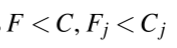 F < C, F_j < C_j